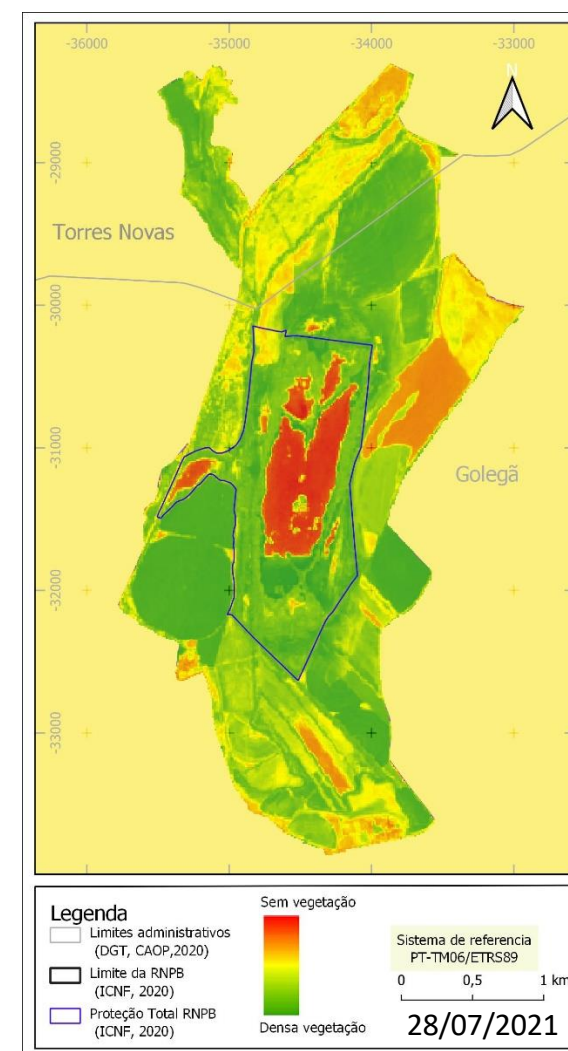 -36000
-35000
-34000
-33000
N
-29000
Torres Novas
-30000
-31000
Golegã
-32000
-33000
Legenda
Limites administrativos
(DGT, CAOP,2020)
Limite da RNPB
(ICNF, 2020)
Proteção Total RNPB
(ICNF, 2020)
Sem vegetação
Densa vegetação
Sistema de referencia
PT-TM06/ETRS89
0 0,5 1 km
28/07/2021